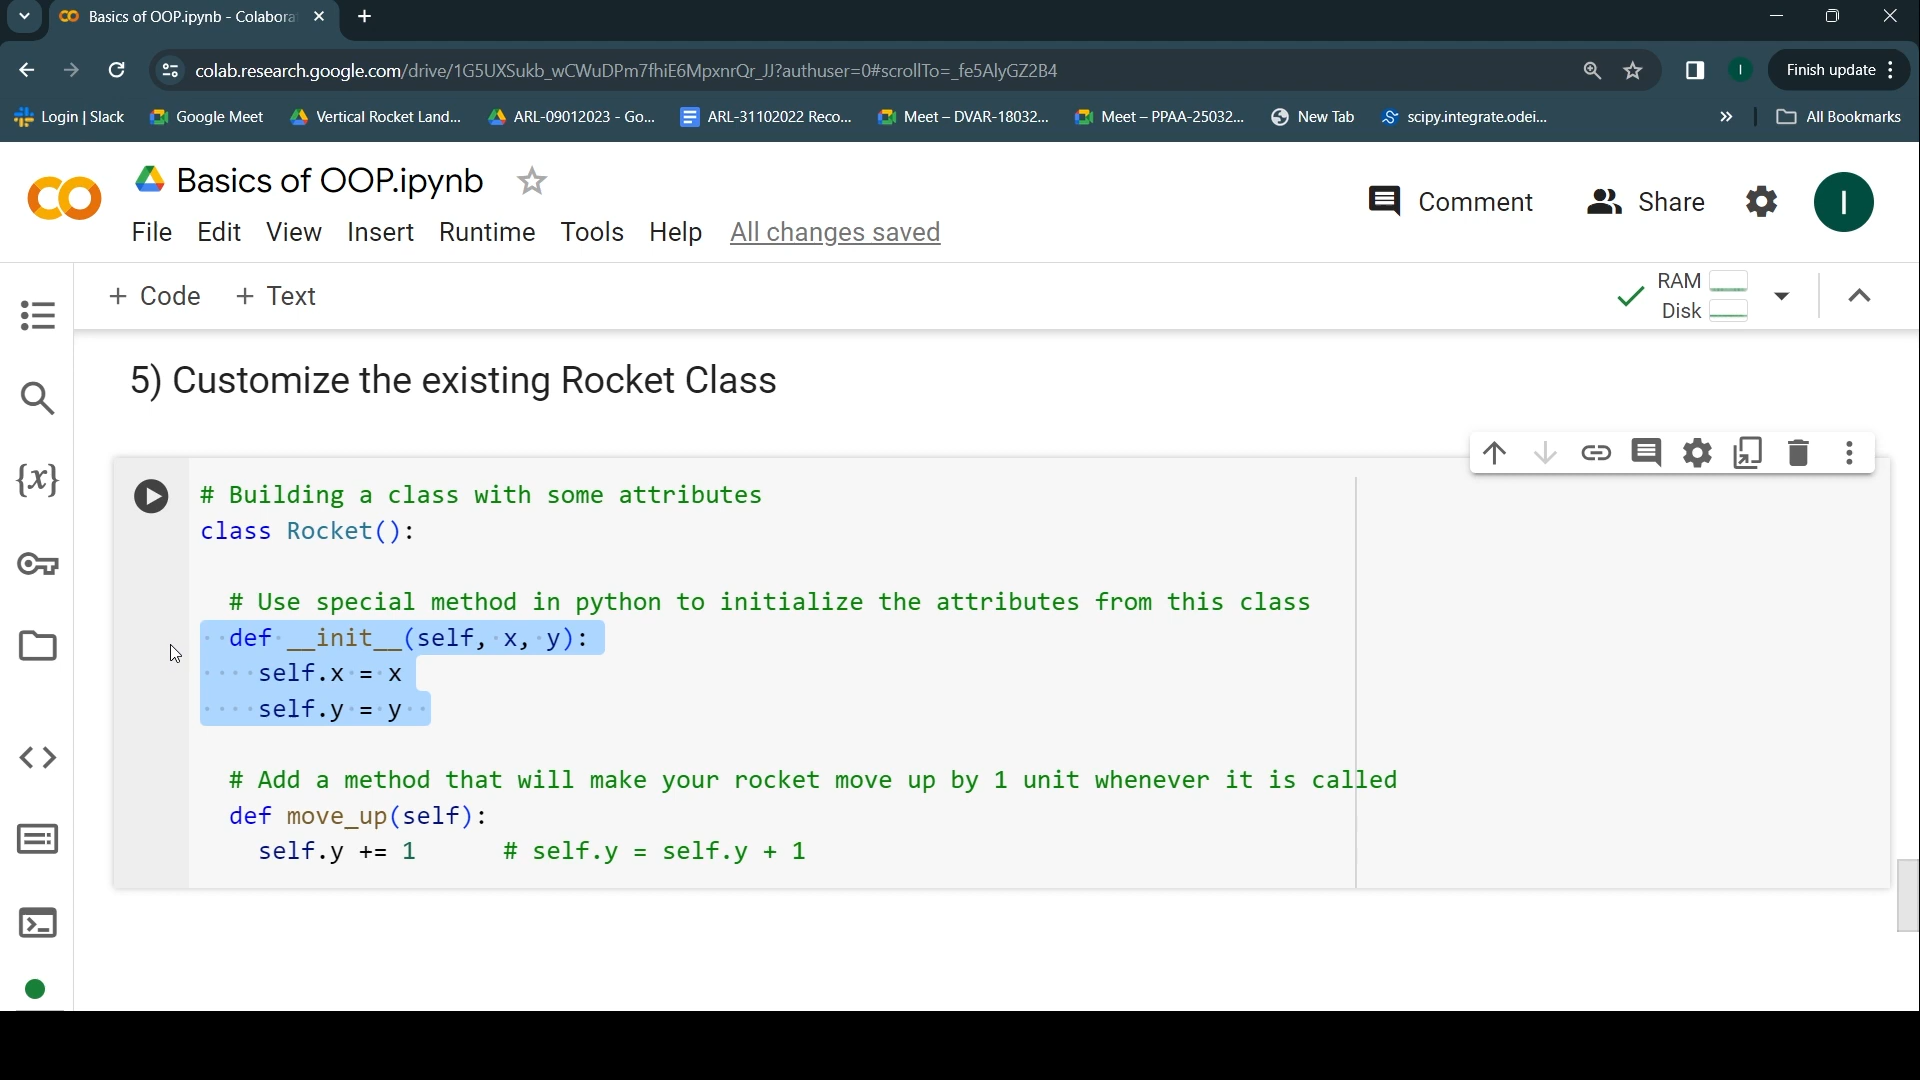 Basics of OOP.ipynb - Colabora
colab.research.google.com/drive/1G5UXSukb_wCWuDPm7fhiE6MpxnrQr_JJ?authuser=0#scrollTo=_fe5AlyGZ2B4
Finish update
Login | Slack
Google Meet
Vertical Rocket Land...
ARL-09012023 - Go...
ARL-31102022 Reco...
Meet – DVAR-18032...
Meet – PPAA-25032...
New Tab
scipy.integrate.odei...
»
All Bookmarks
Basics of OOP.ipynb
Comment
Share
I
File Edit View Insert Runtime Tools Help All changes saved
+ Code + Text
RAM
Disk
5) Customize the existing Rocket Class
{x}
# Building a class with some attributes
class Rocket():
# Use special method in python to initialize the attributes from this class
def __init__(self, x, y):
self.x = x
self.y = y
# Add a method that will make your rocket move up by 1 unit whenever it is called
def move_up(self):
self.y += 1 # self.y = self.y + 1